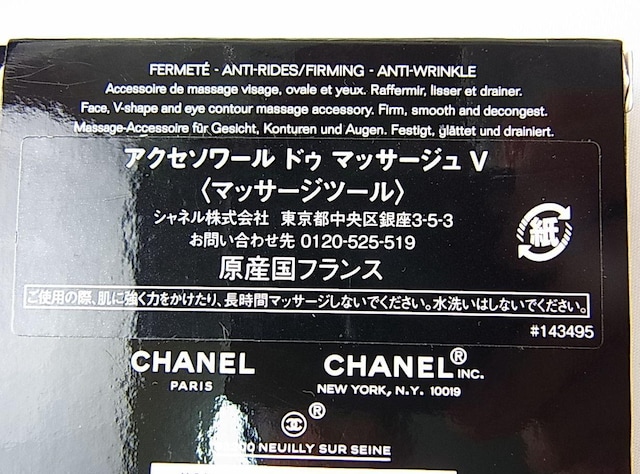 FERMETÉ - ANTI-RIDES/FIRMING - ANTI-WRINKLE
Accessoire de massage visage, ovale et yeux. Raffermir, lisser et drainer.
Face, V-shape and eye contour massage accessory. Firm, smooth and decongest.
Massage-Accessoire für Gesicht, Konturen und Augen. Festigt, glättet und drainiert.
アクセソワール ドゥ マッサージュ V
〈マッサージツール〉
シャネル株式会社 東京都中央区銀座3-5-3
お問い合わせ先 0120-525-519
原産国フランス
紙
ご使用の際、肌に強く力をかけたり、長時間マッサージしないでください。水洗いはしないでください。
#143495
CHANEL
PARIS
CHANEL® INC.
NEW YORK, N.Y. 10019
®
NEUILLY SUR SEINE